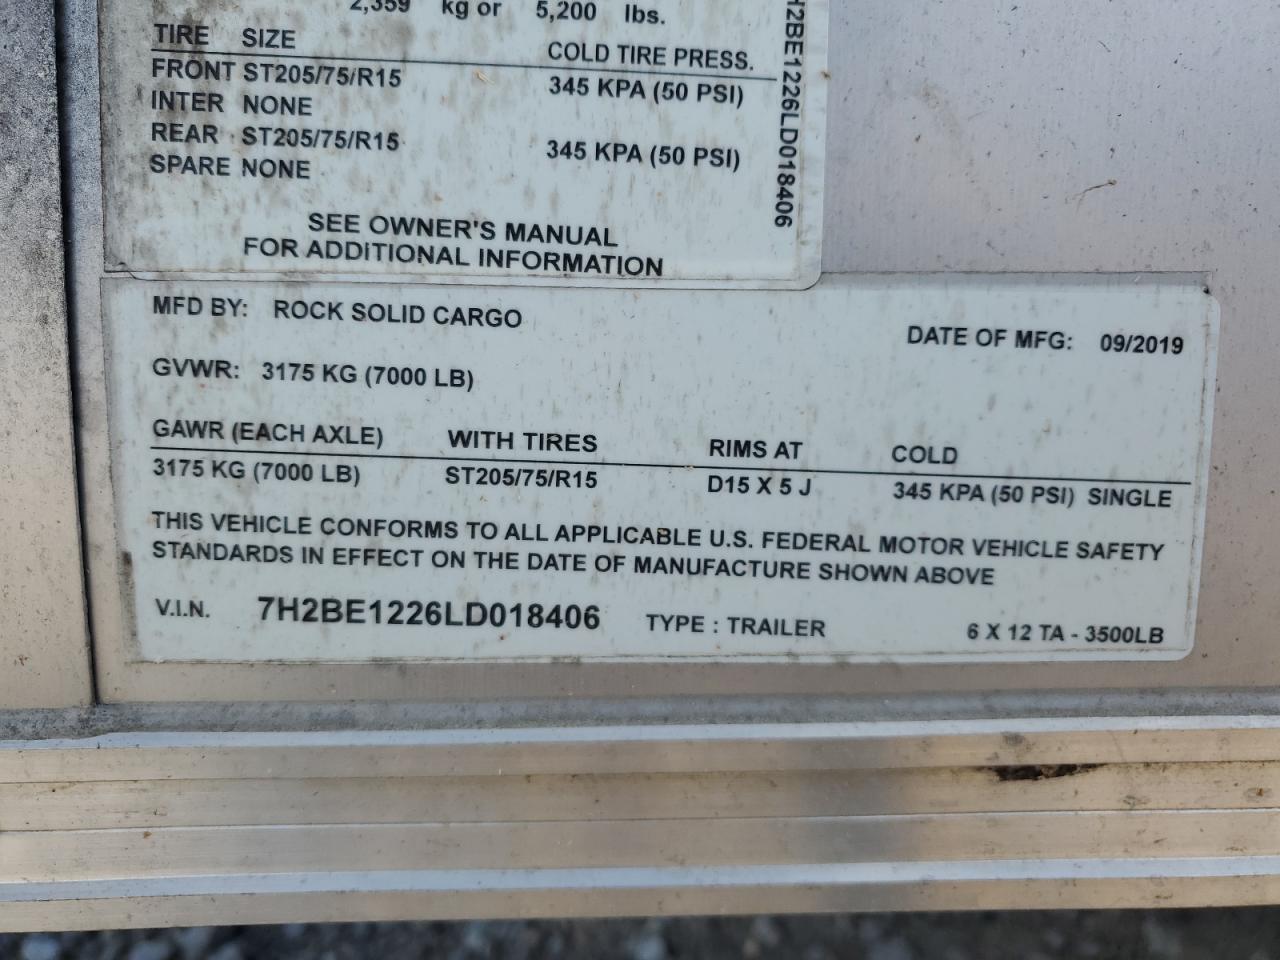 2,359 kg or 5,200 lbs.
TIRE SIZE COLD TIRE PRESS.
FRONT ST205/75/R15 345 KPA (50 PSI)
INTER NONE
REAR ST205/75/R15 345 KPA (50 PSI)
SPARE NONE
SEE OWNER'S MANUAL
FOR ADDITIONAL INFORMATION
H2BE1226LD018406
MFD BY: ROCK SOLID CARGO
DATE OF MFG: 09/2019
GVWR: 3175 KG (7000 LB)
GAWR (EACH AXLE) WITH TIRES RIMS AT COLD
3175 KG (7000 LB) ST205/75/R15 D15 X 5 J 345 KPA (50 PSI) SINGLE
THIS VEHICLE CONFORMS TO ALL APPLICABLE U.S. FEDERAL MOTOR VEHICLE SAFETY
STANDARDS IN EFFECT ON THE DATE OF MANUFACTURE SHOWN ABOVE
V.I.N. 7H2BE1226LD018406 TYPE : TRAILER 6 X 12 TA - 3500LB